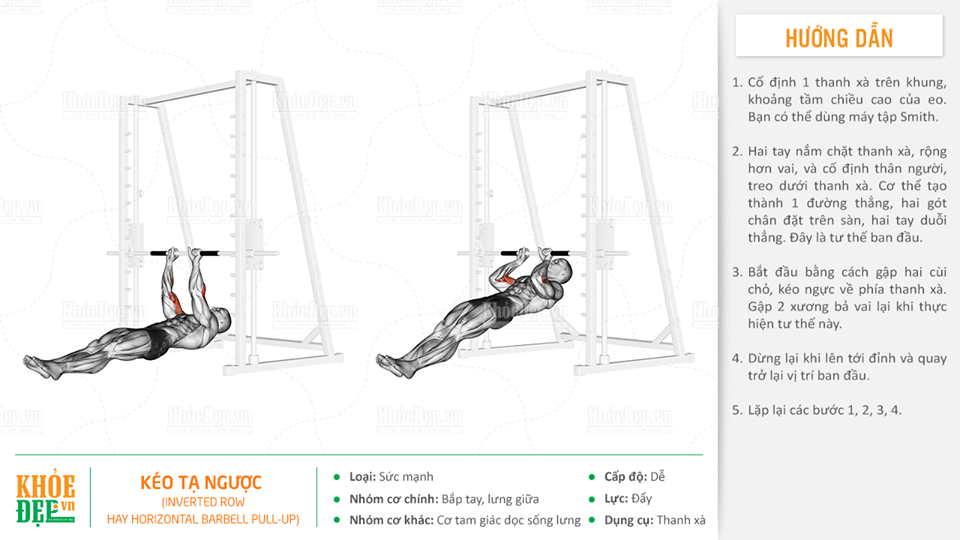 HƯỚNG DẪN
1. Cố định 1 thanh xà trên khung,
khoảng tầm chiều cao của eo.
Bạn có thể dùng máy tập Smith.
2. Hai tay nắm chặt thanh xà, rộng
hơn vai, và cố định thân người,
treo dưới thanh xà. Cơ thể tạo
thành 1 đường thẳng, hai gót
chân đặt trên sàn, hai tay duỗi
thẳng. Đây là tư thế ban đầu.
3. Bắt đầu bằng cách gập hai cùi
chỏ, kéo ngực về phía thanh xà.
Gập 2 xương bả vai lại khi thực
hiện tư thế này.
4. Dừng lại khi lên tới đỉnh và quay
trở lại vị trí ban đầu.
5. Lặp lại các bước 1, 2, 3, 4.
KHỎE
ĐẸP.vn
KÉO TẠ NGƯỢC
(INVERTED ROW
HAY HORIZONTAL BARBELL PULL-UP)
Loại: Sức mạnh
Nhóm cơ chính: Bắp tay, lưng giữa
Nhóm cơ khác: Cơ tam giác dọc sống lưng
Cấp độ: Dễ
Lực: Đẩy
Dụng cụ: Thanh xà